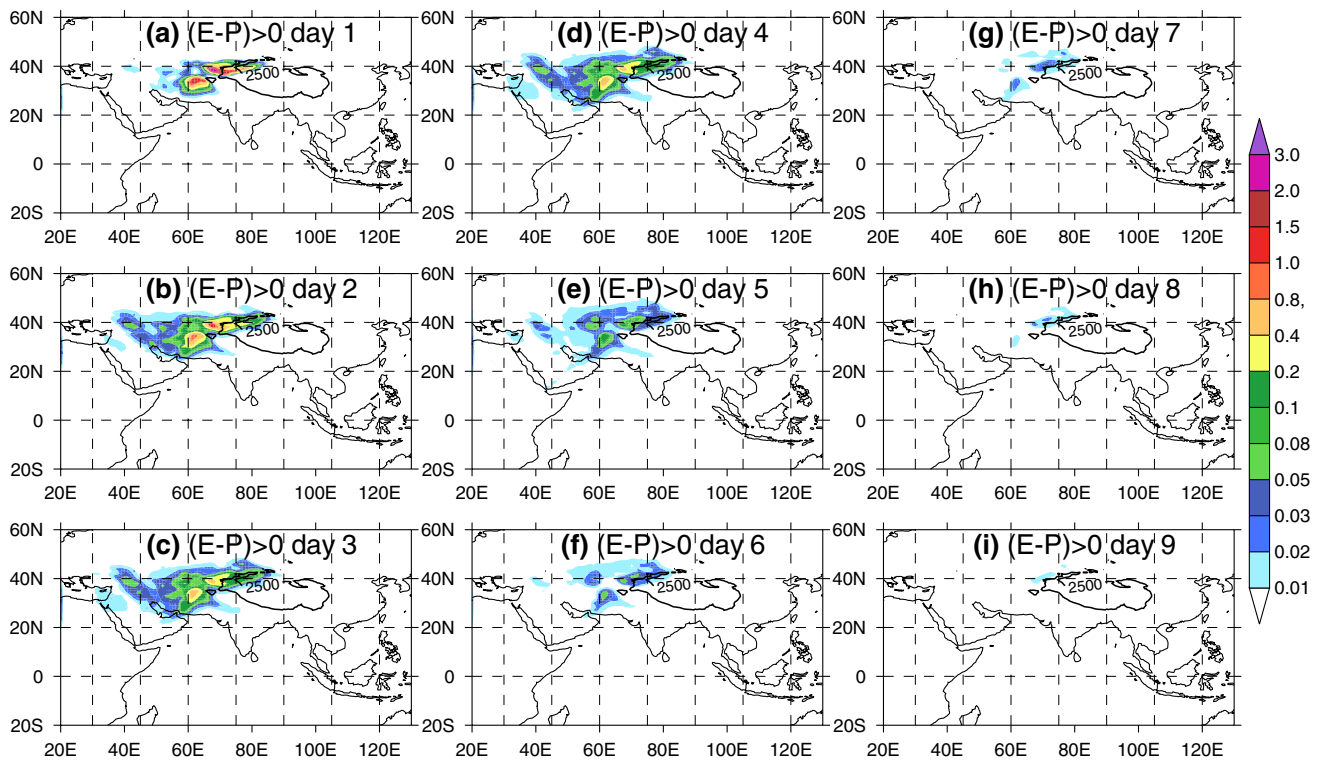 (a) (E-P)>0 day 1
60N
40N
20N
0
20S
2500
20E 40E 60E 80E 100E 120E
(d) (E-P)>0 day 4
60N
40N
20N
0
20S
2500
20E 40E 60E 80E 100E 120E
(g) (E-P)>0 day 7
60N
40N
20N
0
20S
2500
20E 40E 60E 80E 100E 120E
(b) (E-P)>0 day 2
60N
40N
20N
0
20S
2500
20E 40E 60E 80E 100E 120E
(e) (E-P)>0 day 5
60N
40N
20N
0
20S
2500
20E 40E 60E 80E 100E 120E
(h) (E-P)>0 day 8
60N
40N
20N
0
20S
2500
20E 40E 60E 80E 100E 120E
(c) (E-P)>0 day 3
60N
40N
20N
0
20S
2500
20E 40E 60E 80E 100E 120E
(f) (E-P)>0 day 6
60N
40N
20N
0
20S
2500
20E 40E 60E 80E 100E 120E
(i) (E-P)>0 day 9
60N
40N
20N
0
20S
2500
20E 40E 60E 80E 100E 120E
3.0
2.0
1.5
1.0
0.8,
0.4
0.2
0.1
0.08
0.05
0.03
0.02
0.01